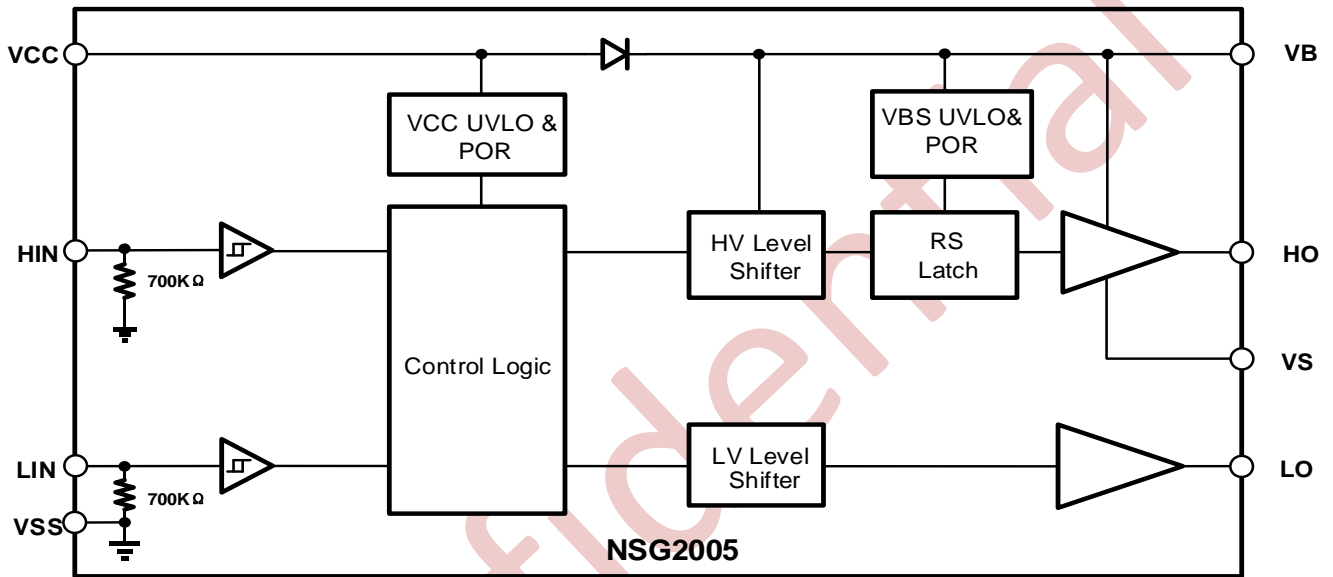 VCC
VB
VCC UVLO &
POR
VBS UVLO&
POR
HIN
700KΩ
HV Level
Shifter
RS
Latch
HO
VS
Control Logic
LIN
700KΩ
LV Level
Shifter
LO
VSS
NSG2005
fidential